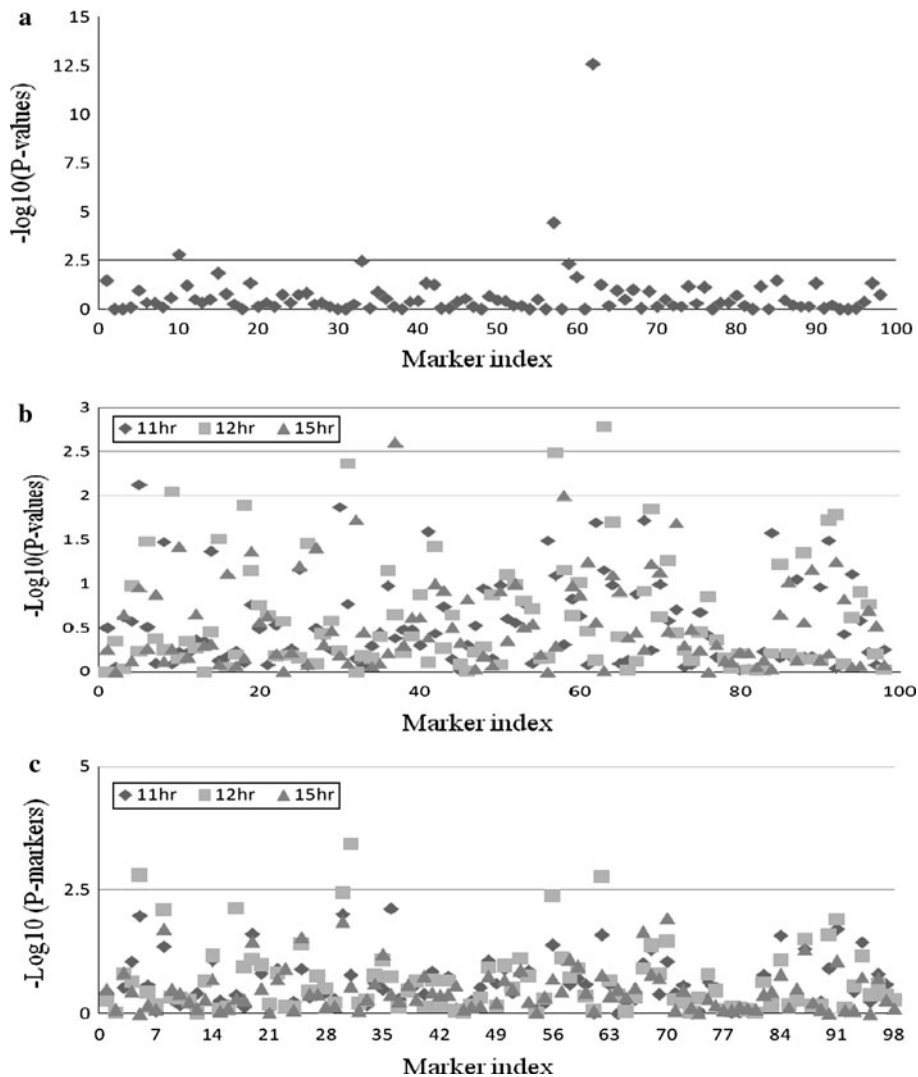 a
15
12.5
10
7.5
5
2.5
0
-log10(P-values)
0 10 20 30 40 50 60 70 80 90 100
Marker index
b
3
2.5
2
1.5
1
0.5
0
-Log10(P-values)
11hr 12hr 15hr
0 20 40 60 80 100
Marker index
c
5
2.5
0
-Log10 (P-markers)
11hr 12hr 15hr
0 7 14 21 28 35 42 49 56 63 70 77 84 91 98
Marker index